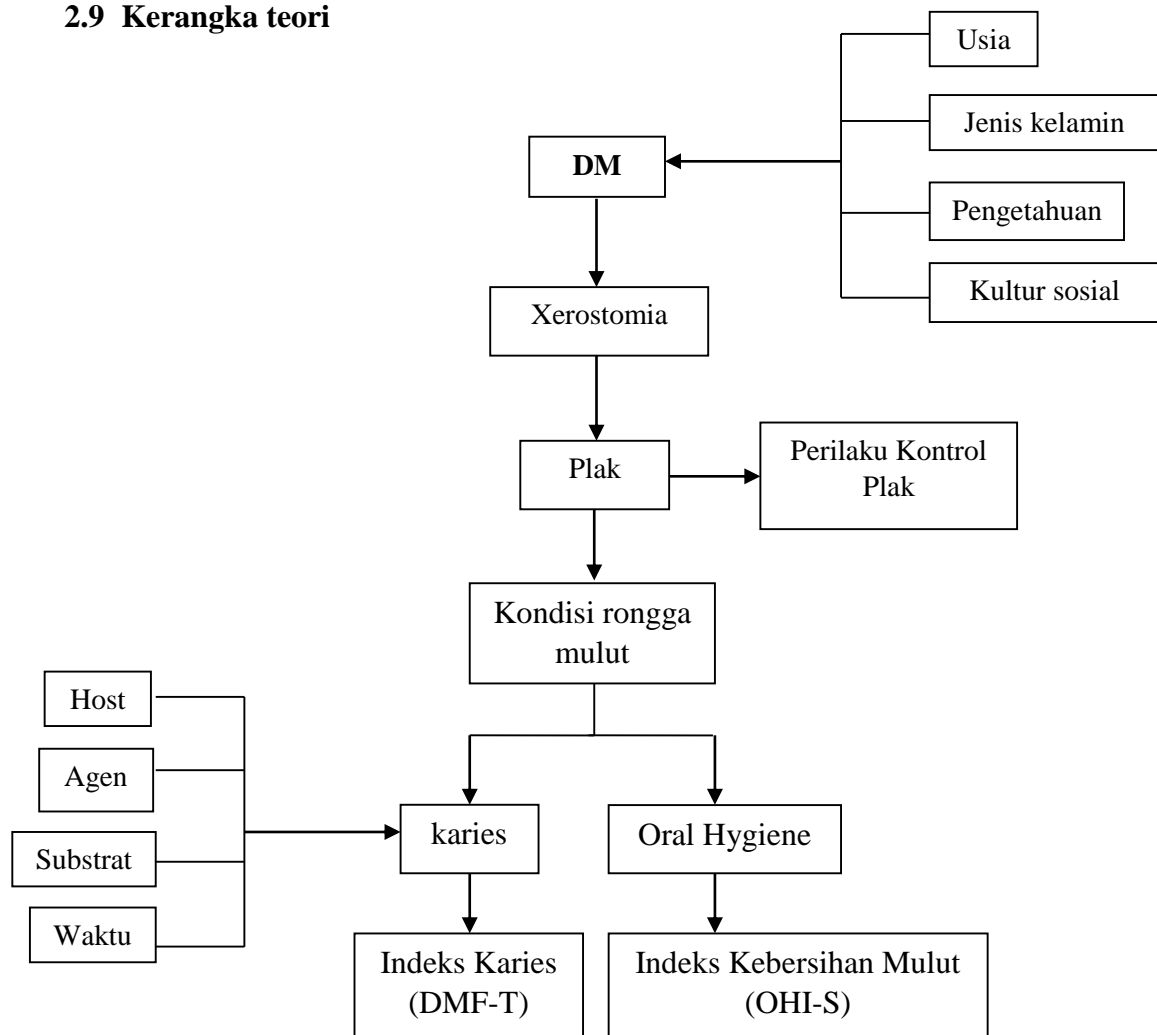 2.9 Kerangka teori
Usia
Jenis kelamin
DM
Pengetahuan
Kultur sosial
Xerostomia
Plak
Perilaku Kontrol
Plak
Kondisi rongga
mulut
Host
Agen
Substrat
Waktu
karies
Oral Hygiene
Indeks Karies
(DMF-T)
Indeks Kebersihan Mulut
(OHI-S)